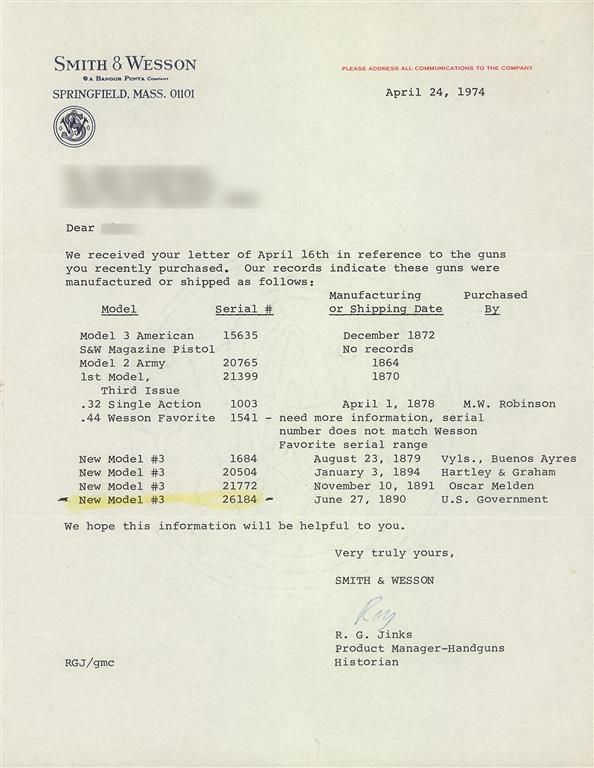 SMITH & WESSON
A BANGOR PUNTA COMPANY
SPRINGFIELD, MASS. 01101
PLEASE ADDRESS ALL COMMUNICATIONS TO THE COMPANY
April 24, 1974
Dear
We received your letter of April 16th in reference to the guns
you recently purchased. Our records indicate these guns were
manufactured or shipped as follows:
Manufacturing Purchased
Model Serial # or Shipping Date By
Model 3 American 15635 December 1872
S&W Magazine Pistol No records
Model 2 Army 20765 1864
1st Model, 21399 1870
Third Issue
.32 Single Action 1003 April 1, 1878 M.W. Robinson
.44 Wesson Favorite 1541 - need more information, serial
number does not match Wesson
Favorite serial range
New Model #3 1684 August 23, 1879 Vyls., Buenos Ayres
New Model #3 20504 January 3, 1894 Hartley & Graham
New Model #3 21772 November 10, 1891 Oscar Melden
New Model #3 26184 June 27, 1890 U.S. Government
We hope this information will be helpful to you.
Very truly yours,
SMITH & WESSON
Roy
R. G. Jinks
Product Manager-Handguns
RGJ/gmc Historian